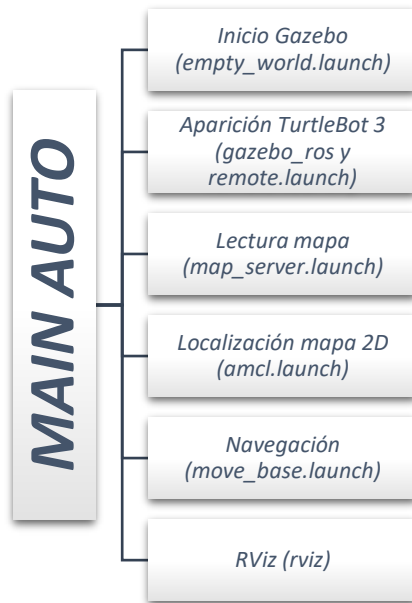 MAIN AUTO
Inicio Gazebo
(empty_world.launch)
Aparición TurtleBot 3
(gazebo_ros y
remote.launch)
Lectura mapa
(map_server.launch)
Localización mapa 2D
(amcl.launch)
Navegación
(move_base.launch)
RViz (rviz)